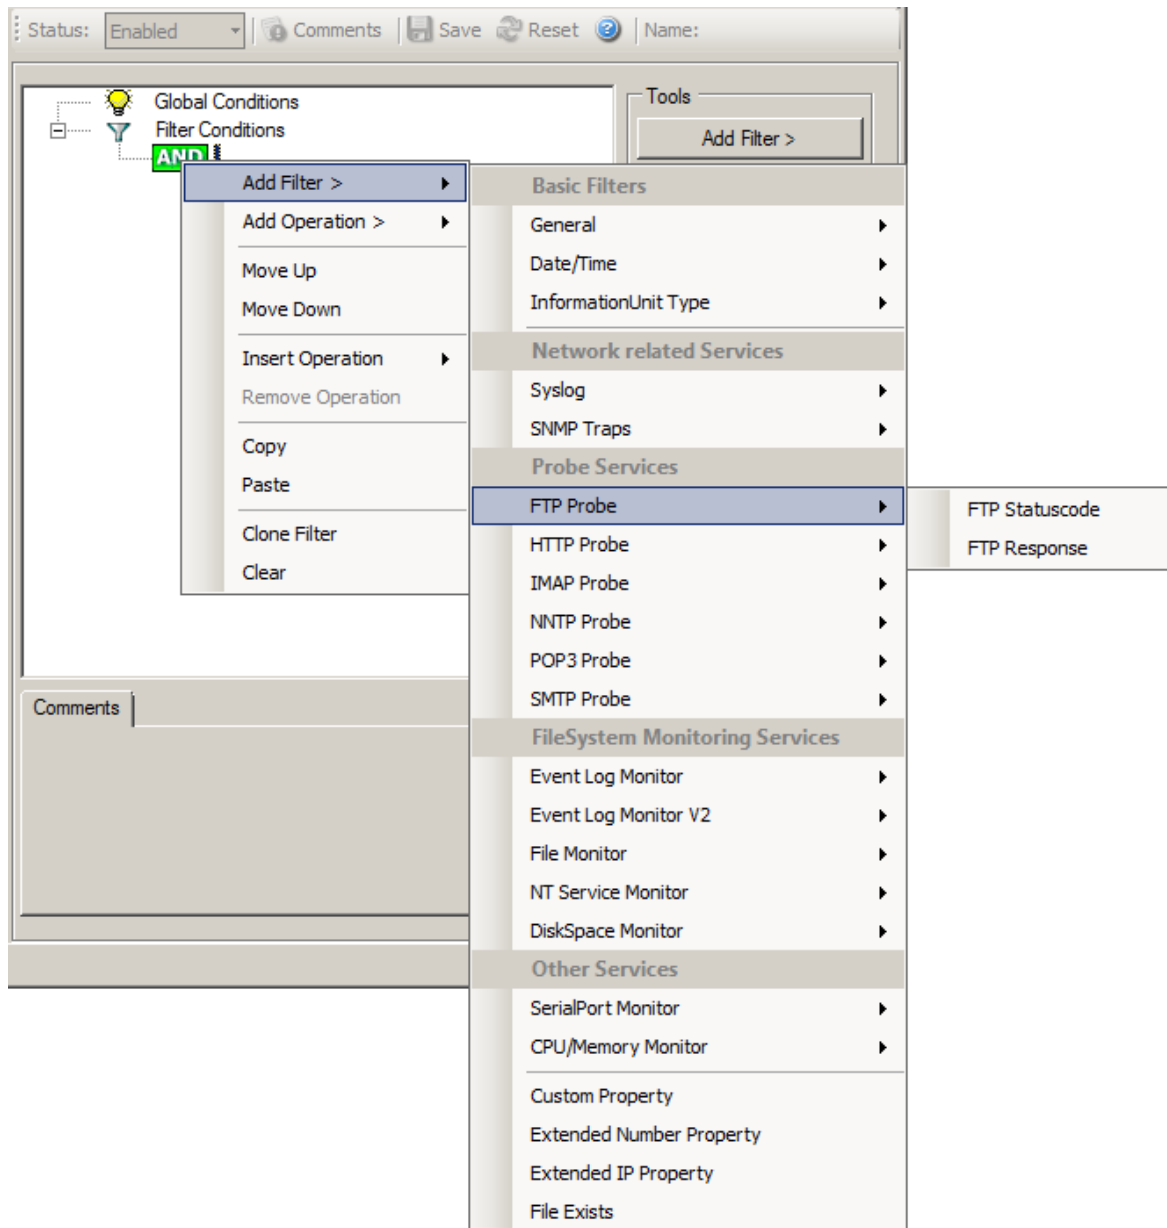 Status: Enabled Comments Save Reset Name:
Global Conditions
Filter Conditions
AND
Tools
Add Filter >
Add Filter >
Add Operation >
Move Up
Move Down
Insert Operation
Remove Operation
Copy
Paste
Clone Filter
Clear
Basic Filters
General
Date/Time
InformationUnit Type
Network related Services
Syslog
SNMP Traps
Probe Services
FTP Probe
HTTP Probe
IMAP Probe
NNTP Probe
POP3 Probe
SMTP Probe
FileSystem Monitoring Services
Event Log Monitor
Event Log Monitor V2
File Monitor
NT Service Monitor
DiskSpace Monitor
Other Services
SerialPort Monitor
CPU/Memory Monitor
Custom Property
Extended Number Property
Extended IP Property
File Exists
FTP Statuscode
FTP Response
Comments